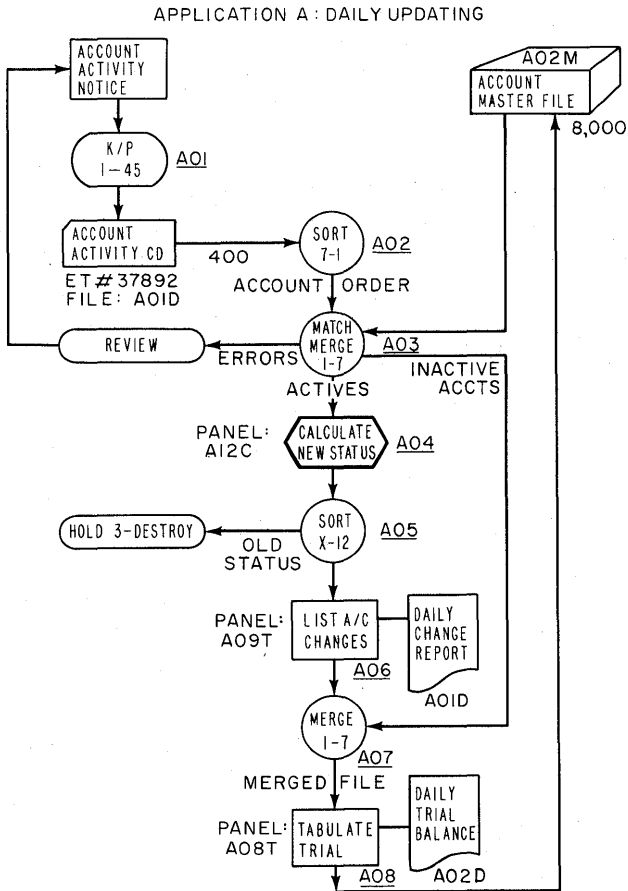 APPLICATION A: DAILY UPDATING
ACCOUNT
ACTIVITY
NOTICE
A02M
ACCOUNT
MASTER FILE
8,000
K/P
1-45
A01
ACCOUNT
ACTIVITY CD
400
SORT
7-1
A02
ET#37892
FILE: A01D
ACCOUNT ORDER
REVIEW
ERRORS
MATCH
MERGE
1-7
A03
INACTIVE
ACCTS
ACTIVES
PANEL:
A12C
CALCULATE
NEW STATUS
A04
HOLD 3-DESTROY
OLD
STATUS
SORT
X-12
A05
PANEL:
A09T
LIST A/C
CHANGES
A06
DAILY
CHANGE
REPORT
A01D
MERGE
1-7
A07
MERGED FILE
PANEL:
A08T
TABULATE
TRIAL
A08
DAILY
TRIAL
BALANCE
A02D